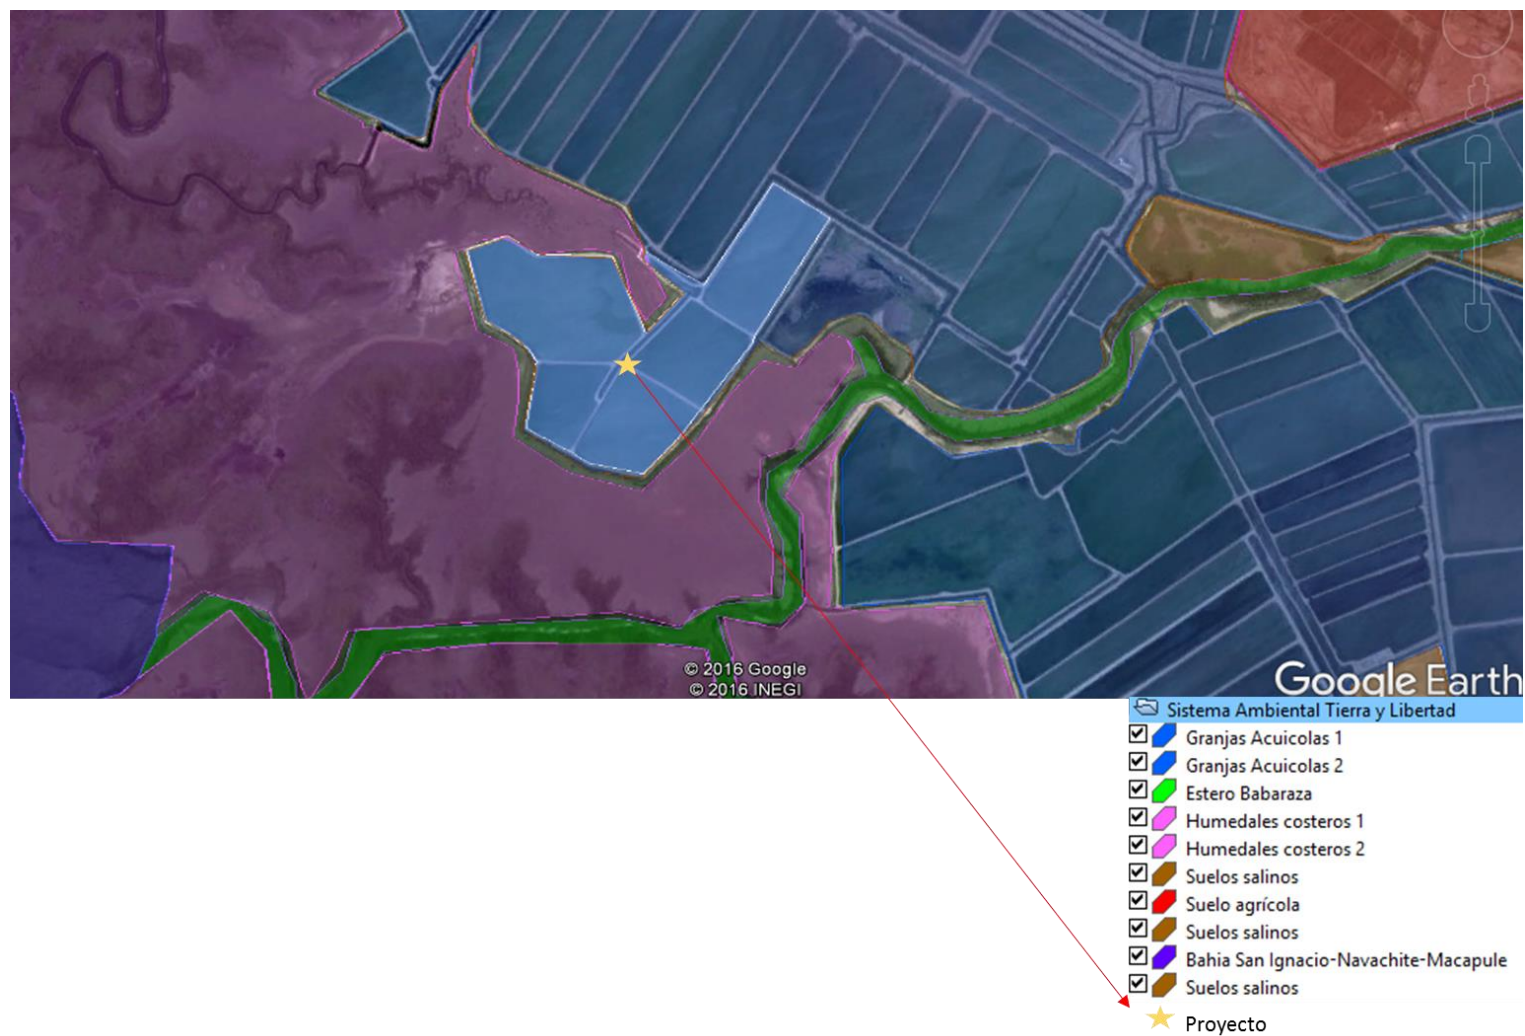 © 2016 Google
© 2016 INEGI
Google Earth
Sistema Ambiental Tierra y Libertad
Granjas Acuicolas 1
Granjas Acuicolas 2
Estero Babaraza
Humedales costeros 1
Humedales costeros 2
Suelos salinos
Suelo agrícola
Suelos salinos
Bahia San Ignacio-Navachite-Macapule
Suelos salinos
Proyecto